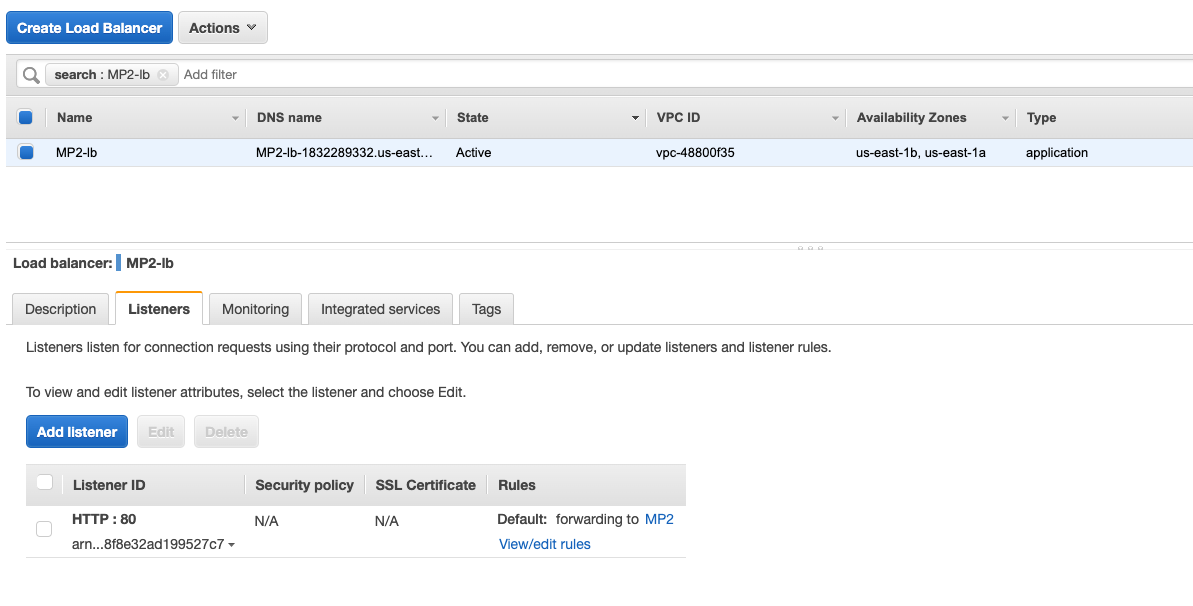 Create Load Balancer Actions
search : MP2-lb Add filter
Name DNS name State VPC ID Availability Zones Type
MP2-lb MP2-lb-1832289332.us-east... Active vpc-48800f35 us-east-1b, us-east-1a application
Load balancer: MP2-lb
Description Listeners Monitoring Integrated services Tags
Listeners listen for connection requests using their protocol and port. You can add, remove, or update listeners and listener rules.
To view and edit listener attributes, select the listener and choose Edit.
Add listener Edit Delete
Listener ID Security policy SSL Certificate Rules
HTTP : 80 N/A N/A Default: forwarding to MP2
arn...8f8e32ad199527c7 View/edit rules